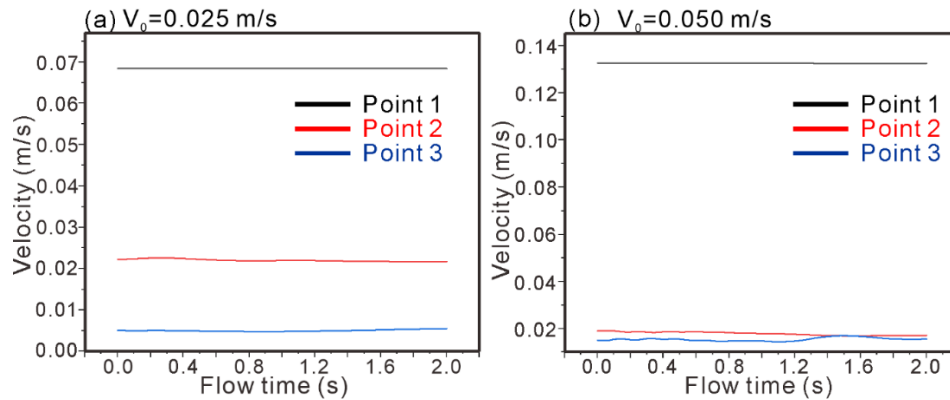 (a) V₀=0.025 m/s
0.07
0.06
0.05
0.04
0.03
0.02
0.01
0.00
Velocity (m/s)
Point 1
Point 2
Point 3
0.0 0.4 0.8 1.2 1.6 2.0
Flow time (s)
(b) V₀=0.050 m/s
0.14
0.12
0.10
0.08
0.06
0.04
0.02
Velocity (m/s)
Point 1
Point 2
Point 3
0.0 0.4 0.8 1.2 1.6 2.0
Flow time (s)